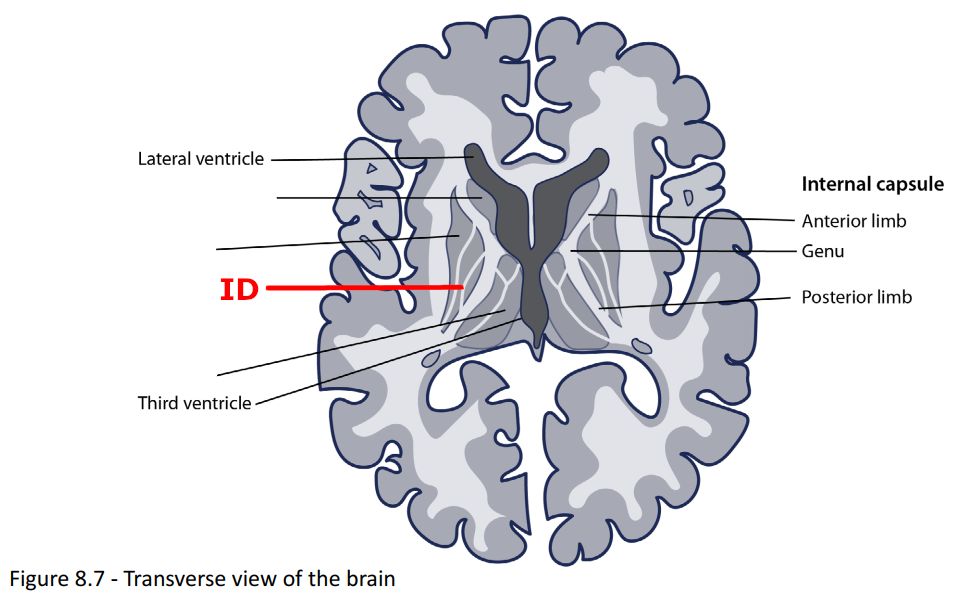 Lateral ventricle
Internal capsule
Anterior limb
Genu
ID
Posterior limb
Third ventricle
Figure 8.7 - Transverse view of the brain